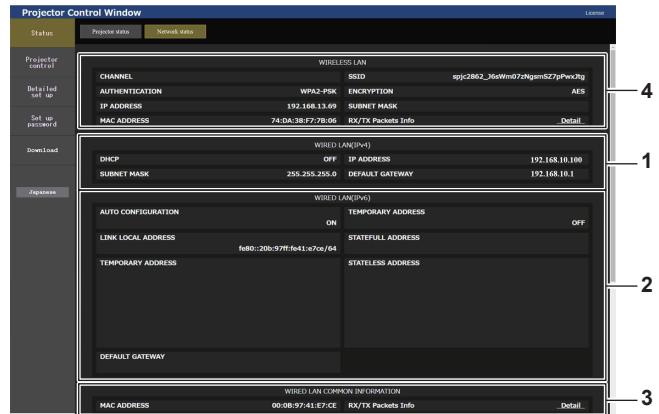 Projector Control Window
License
Status
Projector status
Network status
Projector control
Detailed set up
Set up password
Download
Japanese
WIRELESS LAN
CHANNEL
SSID spjc2862_J6sWm07zNgsmSZ7pPwxJtg
AUTHENTICATION WPA2-PSK
ENCRYPTION AES
IP ADDRESS 192.168.13.69
SUBNET MASK
MAC ADDRESS 74:DA:38:F7:7B:06
RX/TX Packets Info Detail
4
WIRED LAN(IPv4)
DHCP OFF
IP ADDRESS 192.168.10.100
SUBNET MASK 255.255.255.0
DEFAULT GATEWAY 192.168.10.1
1
WIRED LAN(IPv6)
AUTO CONFIGURATION ON
TEMPORARY ADDRESS OFF
LINK LOCAL ADDRESS fe80::20b:97ff:fe41:e7ce/64
STATEFULL ADDRESS
TEMPORARY ADDRESS
STATELESS ADDRESS
DEFAULT GATEWAY
2
WIRED LAN COMMON INFORMATION
MAC ADDRESS 00:0B:97:41:E7:CE
RX/TX Packets Info Detail
3